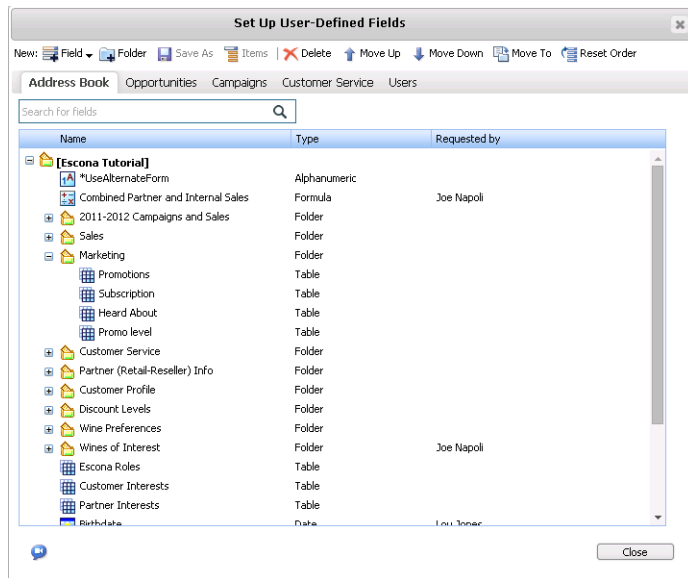 Set Up User-Defined Fields
New: Field Folder Save As Items Delete Move Up Move Down Move To Reset Order
Address Book Opportunities Campaigns Customer Service Users
Search for fields
Name Type Requested by
[Escona Tutorial]
*UseAlternateForm Alphanumeric
Combined Partner and Internal Sales Formula Joe Napoli
2011-2012 Campaigns and Sales Folder
Sales Folder
Marketing Folder
Promotions Table
Subscription Table
Heard About Table
Promo level Table
Customer Service Folder
Partner (Retail-Reseller) Info Folder
Customer Profile Folder
Discount Levels Folder
Wine Preferences Folder
Wines of Interest Folder Joe Napoli
Escona Roles Table
Customer Interests Table
Partner Interests Table
Birthdate Date Lou Jones
Close